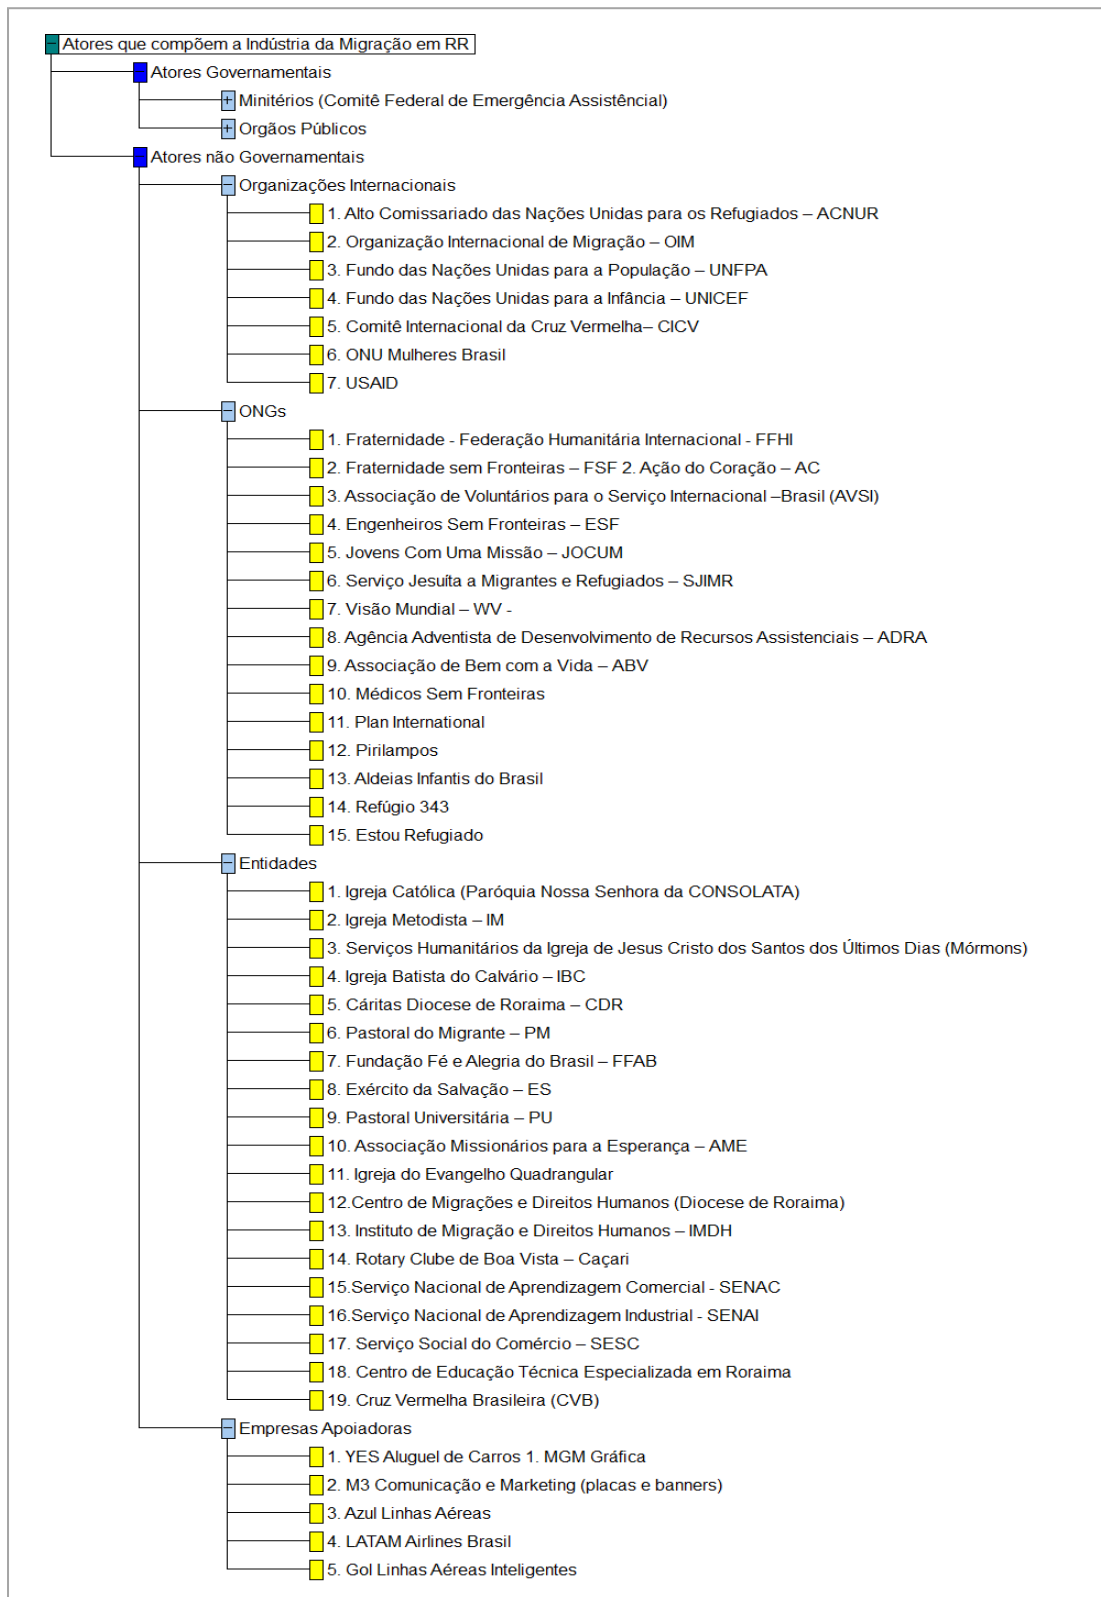 Atores que compõem a Indústria da Migração em RR
Atores Governamentais
Minitérios (Comitê Federal de Emergência Assistêncial)
Orgãos Públicos
Atores não Governamentais
Organizações Internacionais
1. Alto Comissariado das Nações Unidas para os Refugiados – ACNUR
2. Organização Internacional de Migração – OIM
3. Fundo das Nações Unidas para a População – UNFPA
4. Fundo das Nações Unidas para a Infância – UNICEF
5. Comitê Internacional da Cruz Vermelha– CICV
6. ONU Mulheres Brasil
7. USAID
ONGs
1. Fraternidade - Federação Humanitária Internacional - FFHI
2. Fraternidade sem Fronteiras – FSF 2. Ação do Coração – AC
3. Associação de Voluntários para o Serviço Internacional –Brasil (AVSI)
4. Engenheiros Sem Fronteiras – ESF
5. Jovens Com Uma Missão – JOCUM
6. Serviço Jesuíta a Migrantes e Refugiados – SJIMR
7. Visão Mundial – WV -
8. Agência Adventista de Desenvolvimento de Recursos Assistenciais – ADRA
9. Associação de Bem com a Vida – ABV
10. Médicos Sem Fronteiras
11. Plan International
12. Pirilampos
13. Aldeias Infantis do Brasil
14. Refúgio 343
15. Estou Refugiado
Entidades
1. Igreja Católica (Paróquia Nossa Senhora da CONSOLATA)
2. Igreja Metodista – IM
3. Serviços Humanitários da Igreja de Jesus Cristo dos Santos dos Últimos Dias (Mórmons)
4. Igreja Batista do Calvário – IBC
5. Cáritas Diocese de Roraima – CDR
6. Pastoral do Migrante – PM
7. Fundação Fé e Alegria do Brasil – FFAB
8. Exército da Salvação – ES
9. Pastoral Universitária – PU
10. Associação Missionários para a Esperança – AME
11. Igreja do Evangelho Quadrangular
12.Centro de Migrações e Direitos Humanos (Diocese de Roraima)
13. Instituto de Migração e Direitos Humanos – IMDH
14. Rotary Clube de Boa Vista – Caçari
15.Serviço Nacional de Aprendizagem Comercial - SENAC
16.Serviço Nacional de Aprendizagem Industrial - SENAI
17. Serviço Social do Comércio – SESC
18. Centro de Educação Técnica Especializada em Roraima
19. Cruz Vermelha Brasileira (CVB)
Empresas Apoiadoras
1. YES Aluguel de Carros 1. MGM Gráfica
2. M3 Comunicação e Marketing (placas e banners)
3. Azul Linhas Aéreas
4. LATAM Airlines Brasil
5. Gol Linhas Aéreas Inteligentes